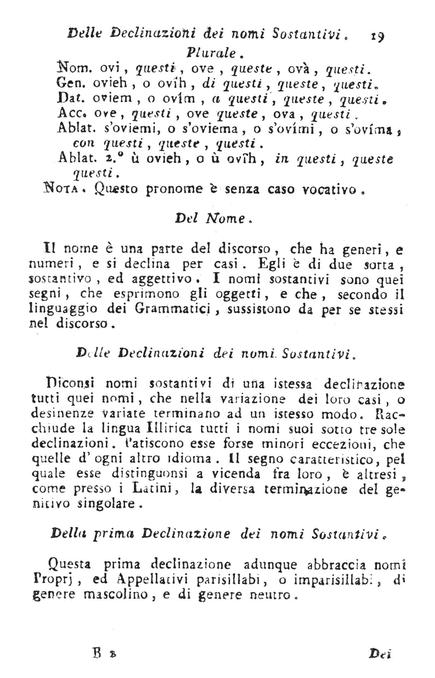 Delle Declinazioni dei nomi Sostantivi. 19
Plurale.
Nom. ovi, questi, ove, queste, ovà, questi.
Gen. ovieh, o ovíh, di questi, queste, questi.
Dat. oviem, o ovím, a questi, queste, questi.
Acc. ove, questi, ove queste, ova, questi.
Ablat. s'oviemi, o s'oviema, o s'ovími, o s'ovíma,
con questi, queste, questi.
Ablat. 2.º ù ovieh, o ù ovîh, in questi, queste
questi.
NOTA. Questo pronome è senza caso vocativo.
Del Nome.
Il nome è una parte del discorso, che ha generi, e
numeri, e si declina per casi. Egli è di due sorta,
sostantivo, ed aggettivo. I nomi sostantivi sono quei
segni, che esprimono gli oggetti, e che, secondo il
linguaggio dei Grammatici, sussistono da per se stessi
nel discorso.
Delle Declinazioni dei nomi Sostantivi.
Diconsi nomi sostantivi di una istessa declinazione
tutti quei nomi, che nella variazione dei loro casi, o
desinenze variate terminano ad un istesso modo. Rac-
chiude la lingua Illirica tutti i nomi suoi sotto tre sole
declinazioni. Patiscono esse forse minori eccezioni, che
quelle d'ogni altro idioma. Il segno caratteristico, pel
quale esse distinguonsi a vicenda fra loro, è altresì,
come presso i Latini, la diversa terminazione del ge-
nitivo singolare.
Della prima Declinazione dei nomi Sostantivi.
Questa prima declinazione adunque abbraccia nomi
Proprj, ed Appellativi parisillabi, o imparisillabi, di
genere mascolino, e di genere neutro.
B 2 Dei